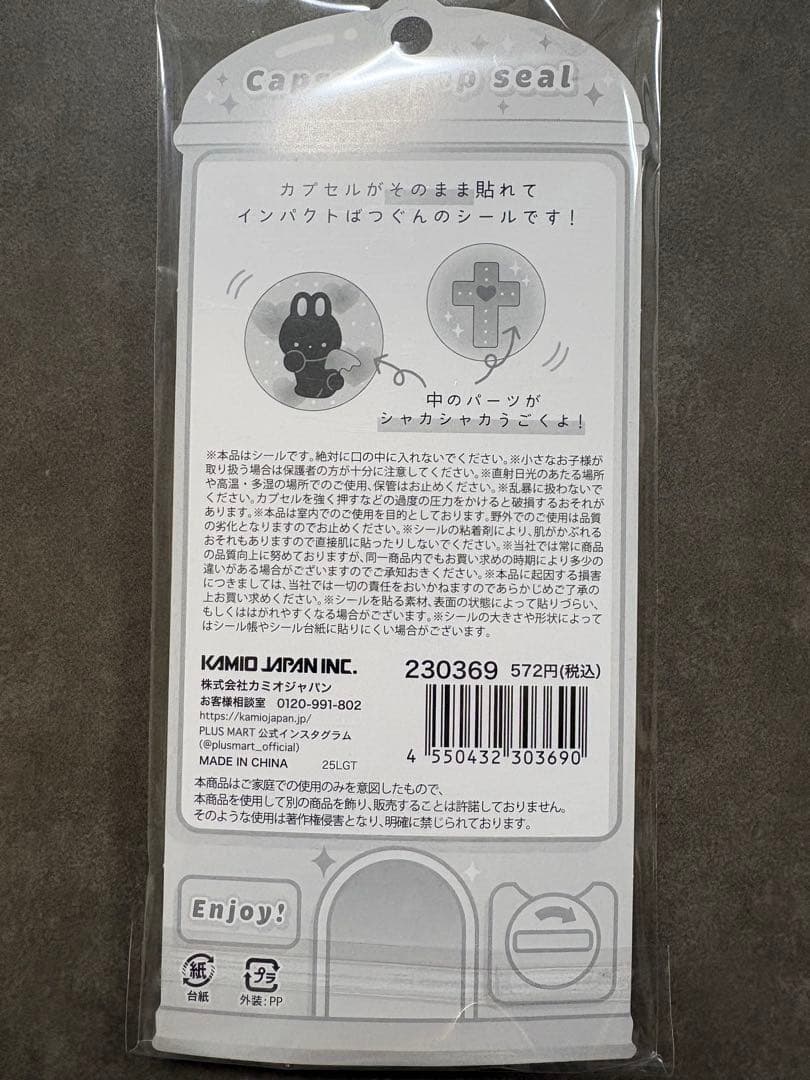 seal
カプセルがそのまま貼れて
インパクトばつぐんのシールです!
中のパーツが
シャカシャカうごくよ!
※本品はシールです。絶対に口の中に入れないでください。※小さなお子様が
取り扱う場合は保護者の方が十分に注意してください。※直射日光のあたる場所
や高温・多湿の場所でのご使用、保管はお止めください。※乱暴に扱わないで
ください。カプセルを強く押すなどの過度の圧力をかけると破損するおそれが
あります。※本品は室内でのご使用を目的としております。野外でのご使用は品質
の劣化となりますのでお止めください。※シールの粘着剤により、肌がかぶれる
おそれもありますので直接肌に貼ったりしないでください。※当社では常に商品
の品質向上に努めておりますが、同一商品内でもお買い求めの時期により多少の
違いがある場合がございますのでご承知おきください。※本品に起因する損害
につきましては、当社では一切の責任をおいかねますのであらかじめご了承の
上お買い求めください。※シールを貼る素材、表面の状態によって貼りづらい、
もしくははがれやすくなる場合がございます。※シールの大きさや形状によって
はシール帳やシール台紙に貼りにくい場合がございます。
KAMIO JAPAN INC.
株式会社カミオジャパン
お客様相談室 0120-991-802
https://kamiojapan.jp/
PLUS MART 公式インスタグラム
(@plusmart_official)
MADE IN CHINA 25LGT
230369 572円(税込)
4 550432 303690
本商品はご家庭での使用のみを意図したもので、
本商品を使用して別の商品を飾り、販売することは許諾しておりません。
そのような使用は著作権侵害となり、明確に禁じられております。
Enjoy!
紙
台紙
プラ
外装:PP